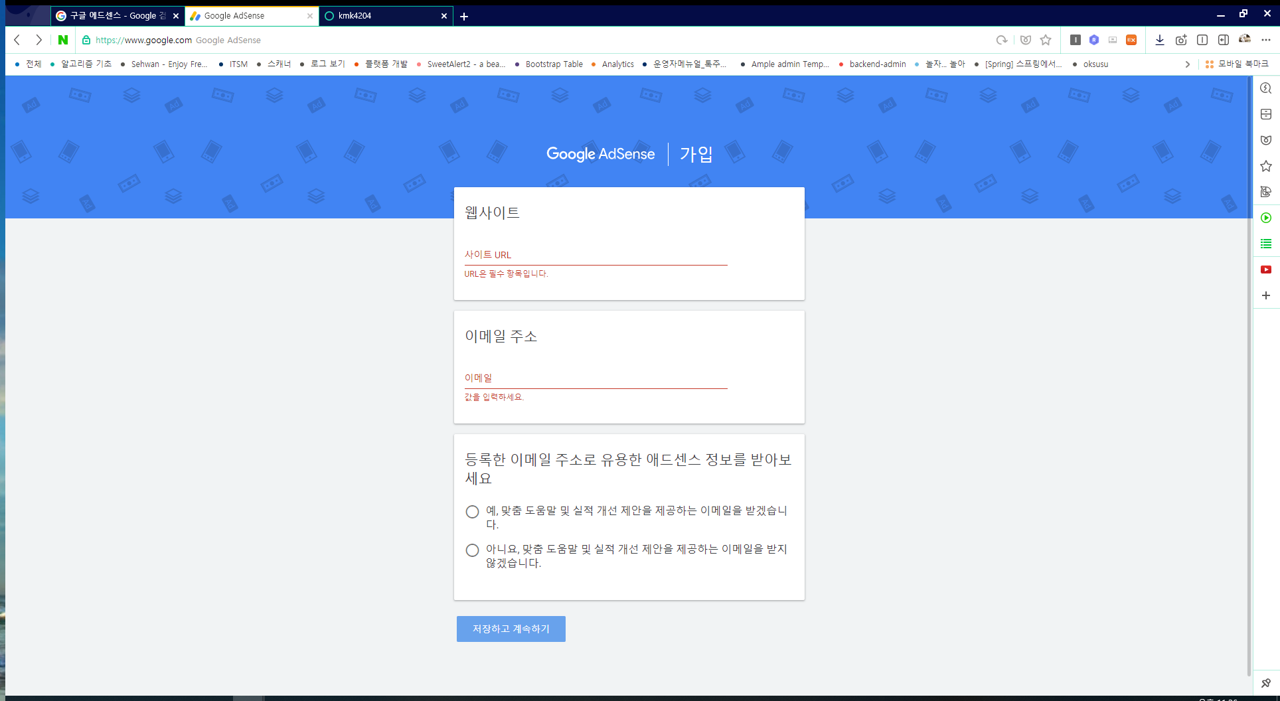 구글 애드센스 - Google 검
Google AdSense
kmk4204
https://www.google.com Google AdSense
전체
알고리즘 기초
Sehwan - Enjoy Fre...
ITSM
스캐너
로그 보기
플랫폼 개발
SweetAlert2 - a bea...
Bootstrap Table
Analytics
운영자메뉴얼_톡주...
Ample admin Temp...
backend-admin
놀자.. 놀아
[Spring] 스프링에서...
oksusu
모바일 북마크
Google AdSense
가입
웹사이트
사이트 URL
URL은 필수 항목입니다.
이메일 주소
이메일
값을 입력하세요.
등록한 이메일 주소로 유용한 애드센스 정보를 받아보
세요
예, 맞춤 도움말 및 실적 개선 제안을 제공하는 이메일을 받겠습니
다.
아니요, 맞춤 도움말 및 실적 개선 제안을 제공하는 이메일을 받지
않겠습니다.
저장하고 계속하기